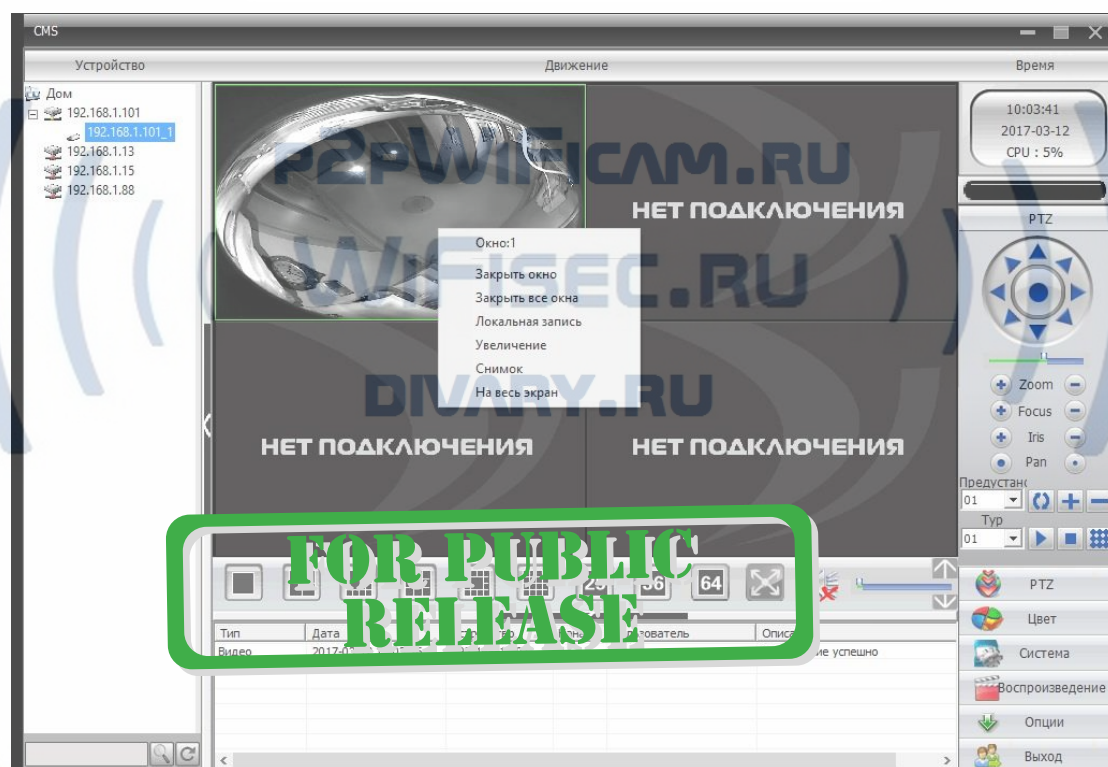 CMS
Устройство
Движение
Время
Дом
192.168.1.101
192.168.1.101_1
192.168.1.13
192.168.1.15
192.168.1.88
10:03:41
2017-03-12
CPU : 5%
P2PWIFICAM.RU
НЕТ ПОДКЛЮЧЕНИЯ
WIFISEC.RU
Окно:1
Закрыть окно
Закрыть все окна
Локальная запись
Увеличение
Снимок
На весь экран
DIVARY.RU
НЕТ ПОДКЛЮЧЕНИЯ
НЕТ ПОДКЛЮЧЕНИЯ
PTZ
Zoom
Focus
Iris
Pan
Предустано
01
Тур
01
FOR PUBLIC
RELEASE
25 36 64
Тип Дата
Видео
успешно
PTZ
Цвет
Система
Воспроизведение
Опции
Выход